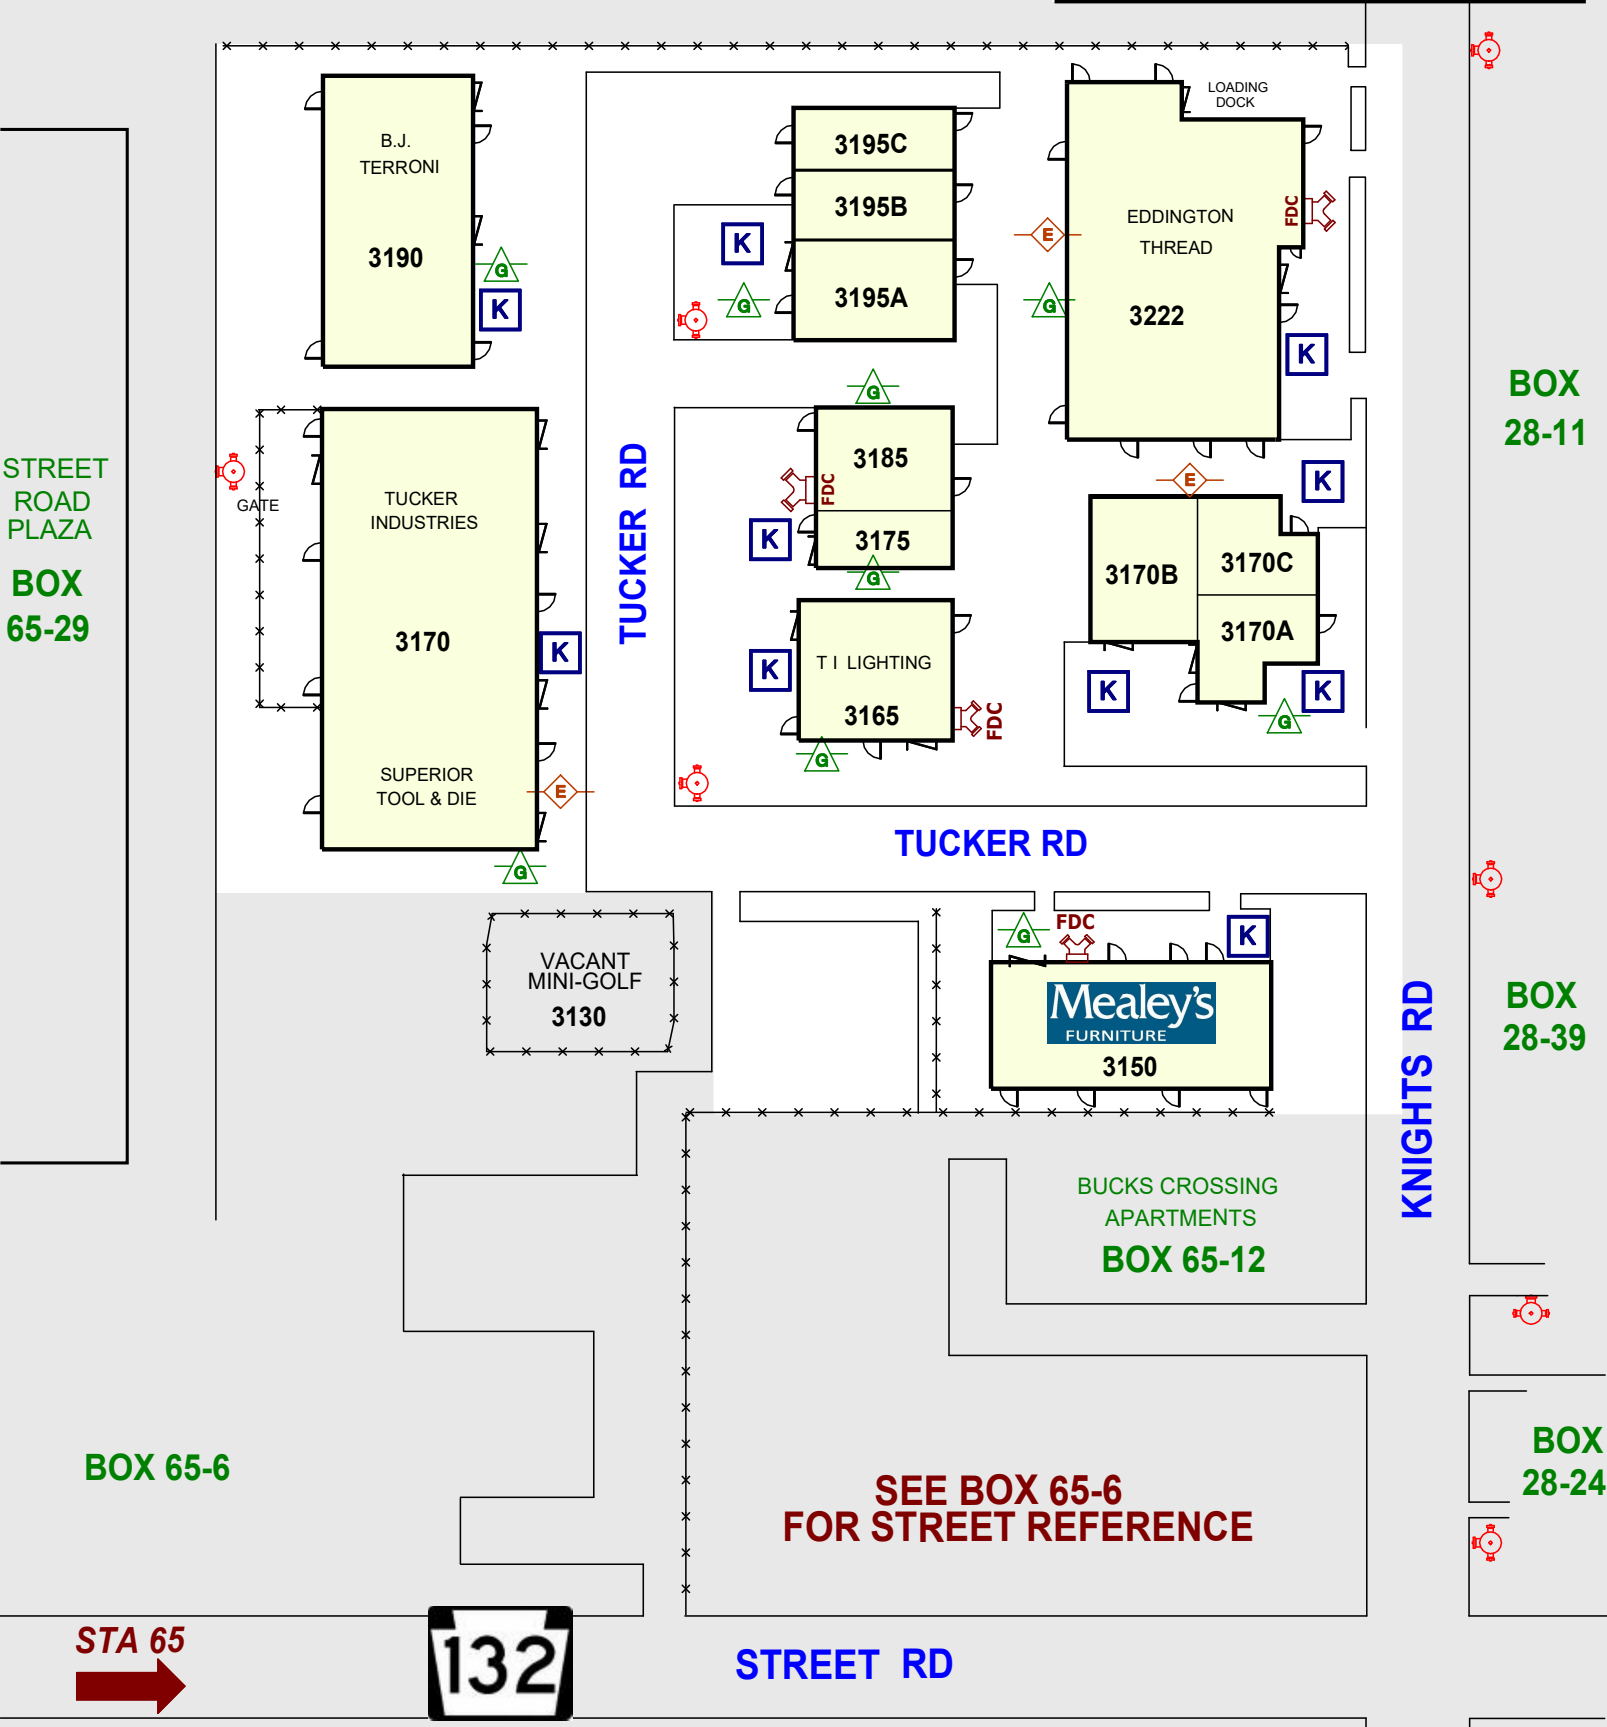 LOADING
DOCK
B.J.
TERRONI
3190
G
K
3195C
3195B
3195A
K
G
EDDINGTON
THREAD
3222
E
G
FDC
K
BOX
28-11
STREET
ROAD
PLAZA
BOX
65-29
GATE
TUCKER
INDUSTRIES
3170
SUPERIOR
TOOL & DIE
K
E
G
TUCKER RD
G
3185
FDC
K
3175
G
T I LIGHTING
3165
K
FDC
G
E
K
3170B
3170C
3170A
K
K
G
TUCKER RD
VACANT
MINI-GOLF
3130
G
FDC
K
Mealey's
FURNITURE
3150
KNIGHTS RD
BOX
28-39
BUCKS CROSSING
APARTMENTS
BOX 65-12
BOX 65-6
SEE BOX 65-6
FOR STREET REFERENCE
BOX
28-24
STA 65
132
STREET RD